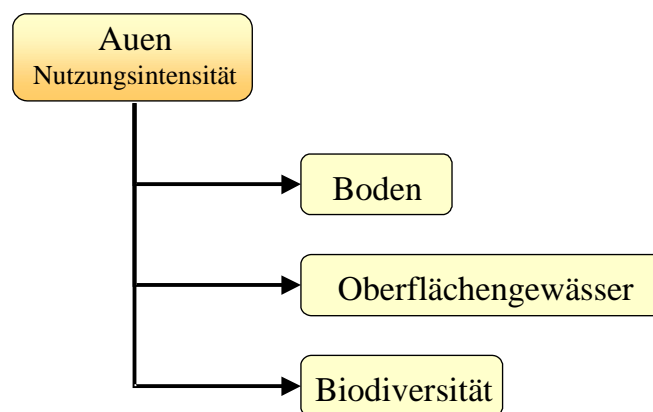 Auen
Nutzungsintensität
Boden
Oberflächengewässer
Biodiversität